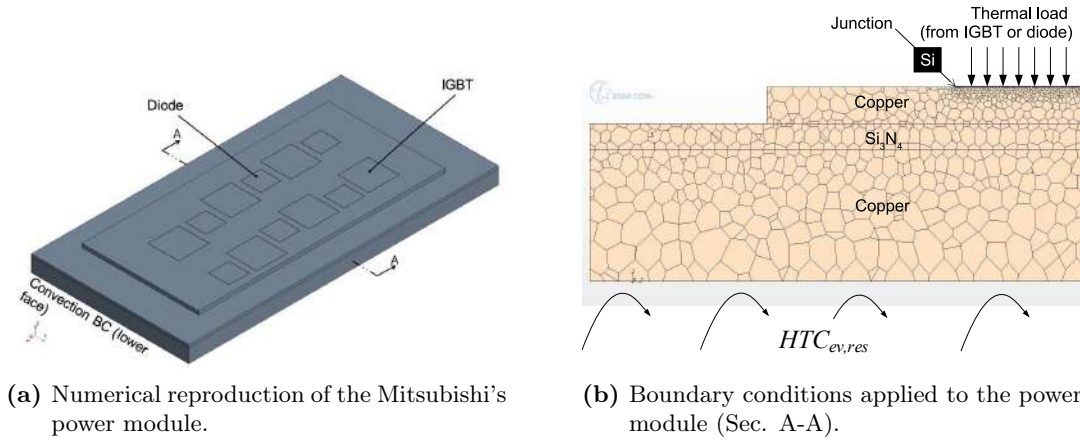 Diode
IGBT
A
A
Convection BC (lower
face)
(a) Numerical reproduction of the Mitsubishi's
power module.
Thermal load
(from IGBT or diode)
Junction
Si
Copper
Si₃N₄
Copper
HTCev,res
(b) Boundary conditions applied to the power
module (Sec. A-A).